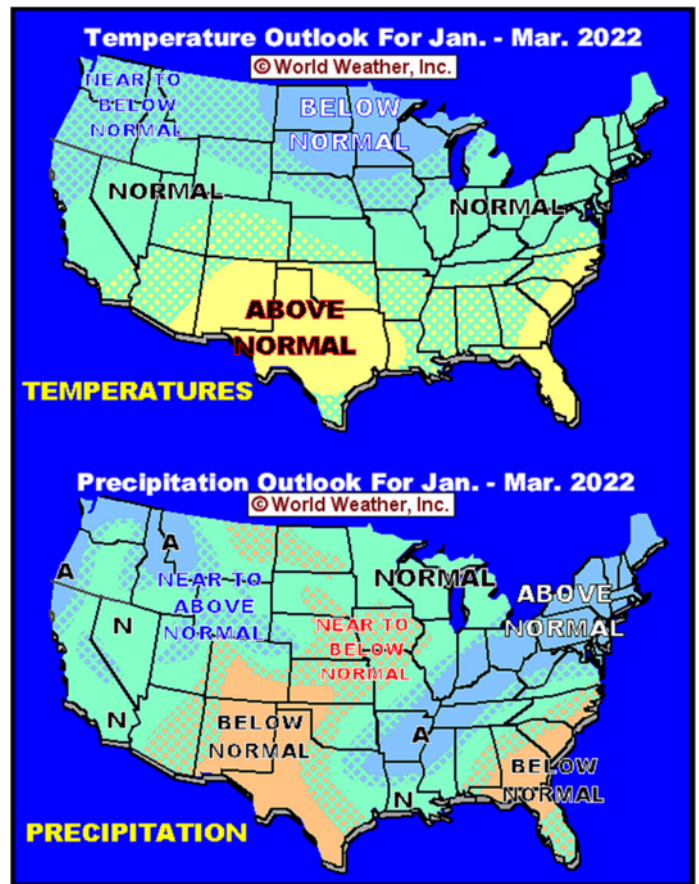 Temperature Outlook For Jan. - Mar. 2022
© World Weather, Inc.
NEAR TO
BELOW
NORMAL
BELOW
NORMAL
NORMAL
NORMAL
ABOVE
NORMAL
TEMPERATURES
Precipitation Outlook For Jan. - Mar. 2022
© World Weather, Inc.
A
A
NEAR TO
ABOVE
NORMAL
NORMAL
ABOVE
NORMAL
N
NEAR TO
BELOW
NORMAL
N
BELOW
NORMAL
A
N
BELOW
NORMAL
PRECIPITATION